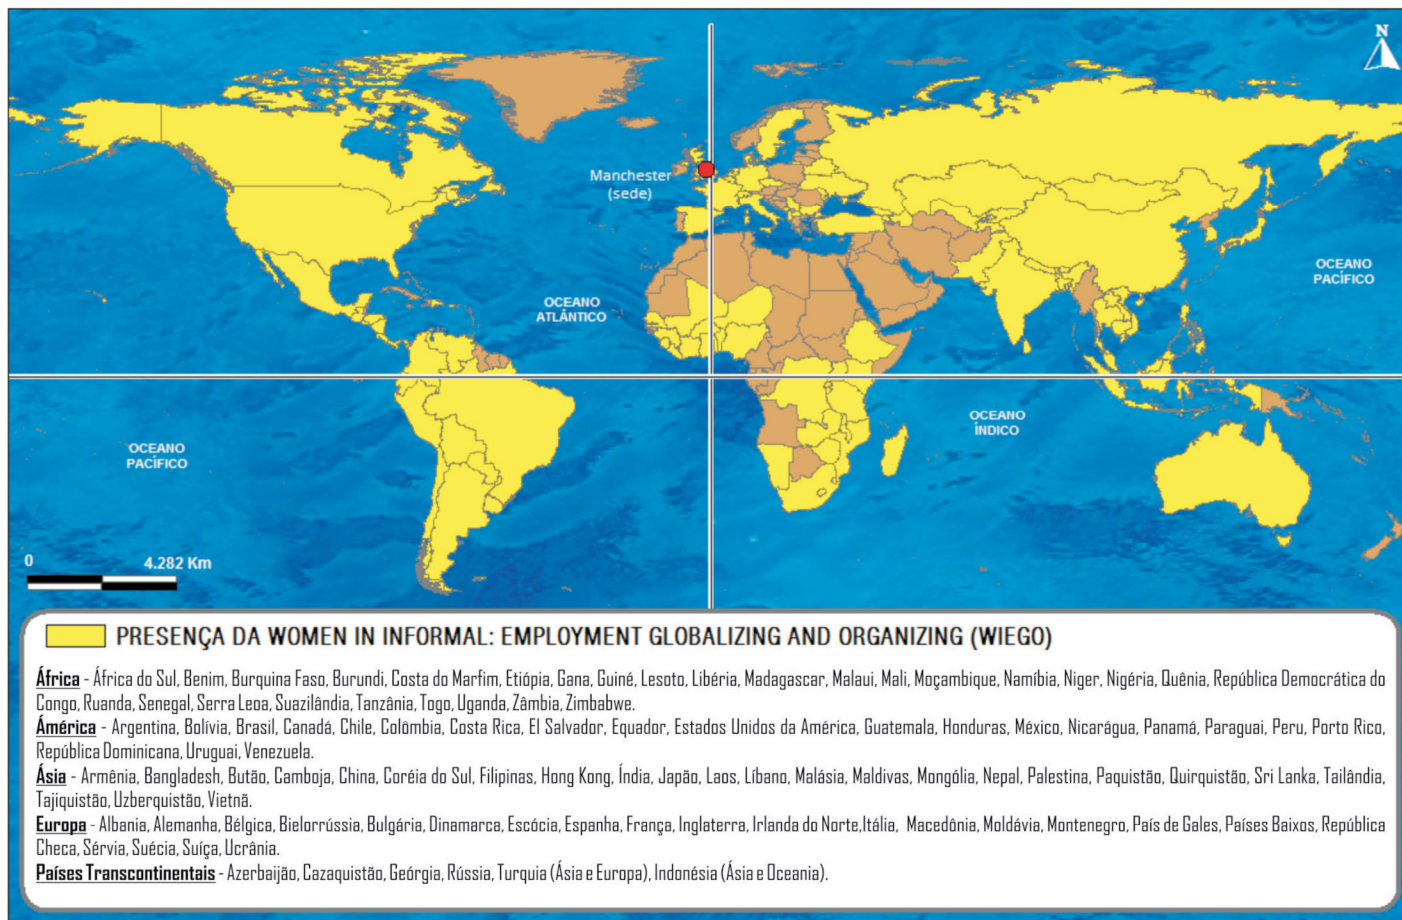 N
Manchester
(sede)
OCEANO
PACÍFICO
OCEANO
ATLÂNTICO
OCEANO
ÍNDICO
OCEANO
PACÍFICO
0 4.282 Km
PRESENÇA DA WOMEN IN INFORMAL: EMPLOYMENT GLOBALIZING AND ORGANIZING (WIEGO)
África - África do Sul, Benim, Burquina Faso, Burundi, Costa do Marfim, Etiópia, Gana, Guiné, Lesoto, Libéria, Madagascar, Malaui, Mali, Moçambique, Namíbia, Niger, Nigéria, Quênia, República Democrática do
Congo, Ruanda, Senegal, Serra Leoa, Suazilândia, Tanzânia, Togo, Uganda, Zâmbia, Zimbabwe.
Ámérica - Argentina, Bolívia, Brasil, Canadá, Chile, Colômbia, Costa Rica, El Salvador, Equador, Estados Unidos da América, Guatemala, Honduras, México, Nicarágua, Panamá, Paraguai, Peru, Porto Rico,
República Dominicana, Uruguai, Venezuela.
Ásia - Armênia, Bangladesh, Butão, Camboja, China, Coréia do Sul, Filipinas, Hong Kong, Índia, Japão, Laos, Líbano, Malásia, Maldivas, Mongólia, Nepal, Palestina, Paquistão, Quirquistão, Sri Lanka, Tailândia,
Tajiquistão, Uzberquistão, Vietnã.
Europa - Albania, Alemanha, Bélgica, Bielorrússia, Bulgária, Dinamarca, Escócia, Espanha, França, Inglaterra, Irlanda do Norte,Itália, Macedônia, Moldávia, Montenegro, País de Gales, Países Baixos, República
Checa, Sérvia, Suécia, Suíça, Ucrânia.
Países Transcontinentais - Azerbaijão, Cazaquistão, Geórgia, Rússia, Turquia (Ásia e Europa), Indonésia (Ásia e Oceania).